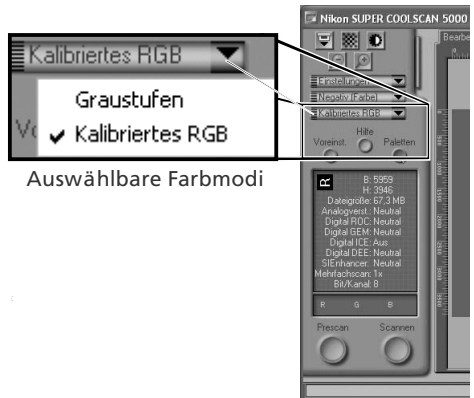 Kalibriertes RGB
Graustufen
✔ Kalibriertes RGB
Auswählbare Farbmodi
Nikon SUPER COOLSCAN 5000
Bearbe
Einstellungen
Negativ (Farbe)
Kalibriertes RGB
Hilfe
Voreinst. Paletten
B: 5959
H: 3946
Dateigröße: 67,3 MB
Analogverst.: Neutral
Digital ROC: Neutral
Digital GEM: Neutral
Digital ICE: Aus
Digital DEE: Neutral
SIEnhancer: Neutral
Mehrfachscan: 1x
Bit/Kanal: 8
R G B
Prescan Scannen